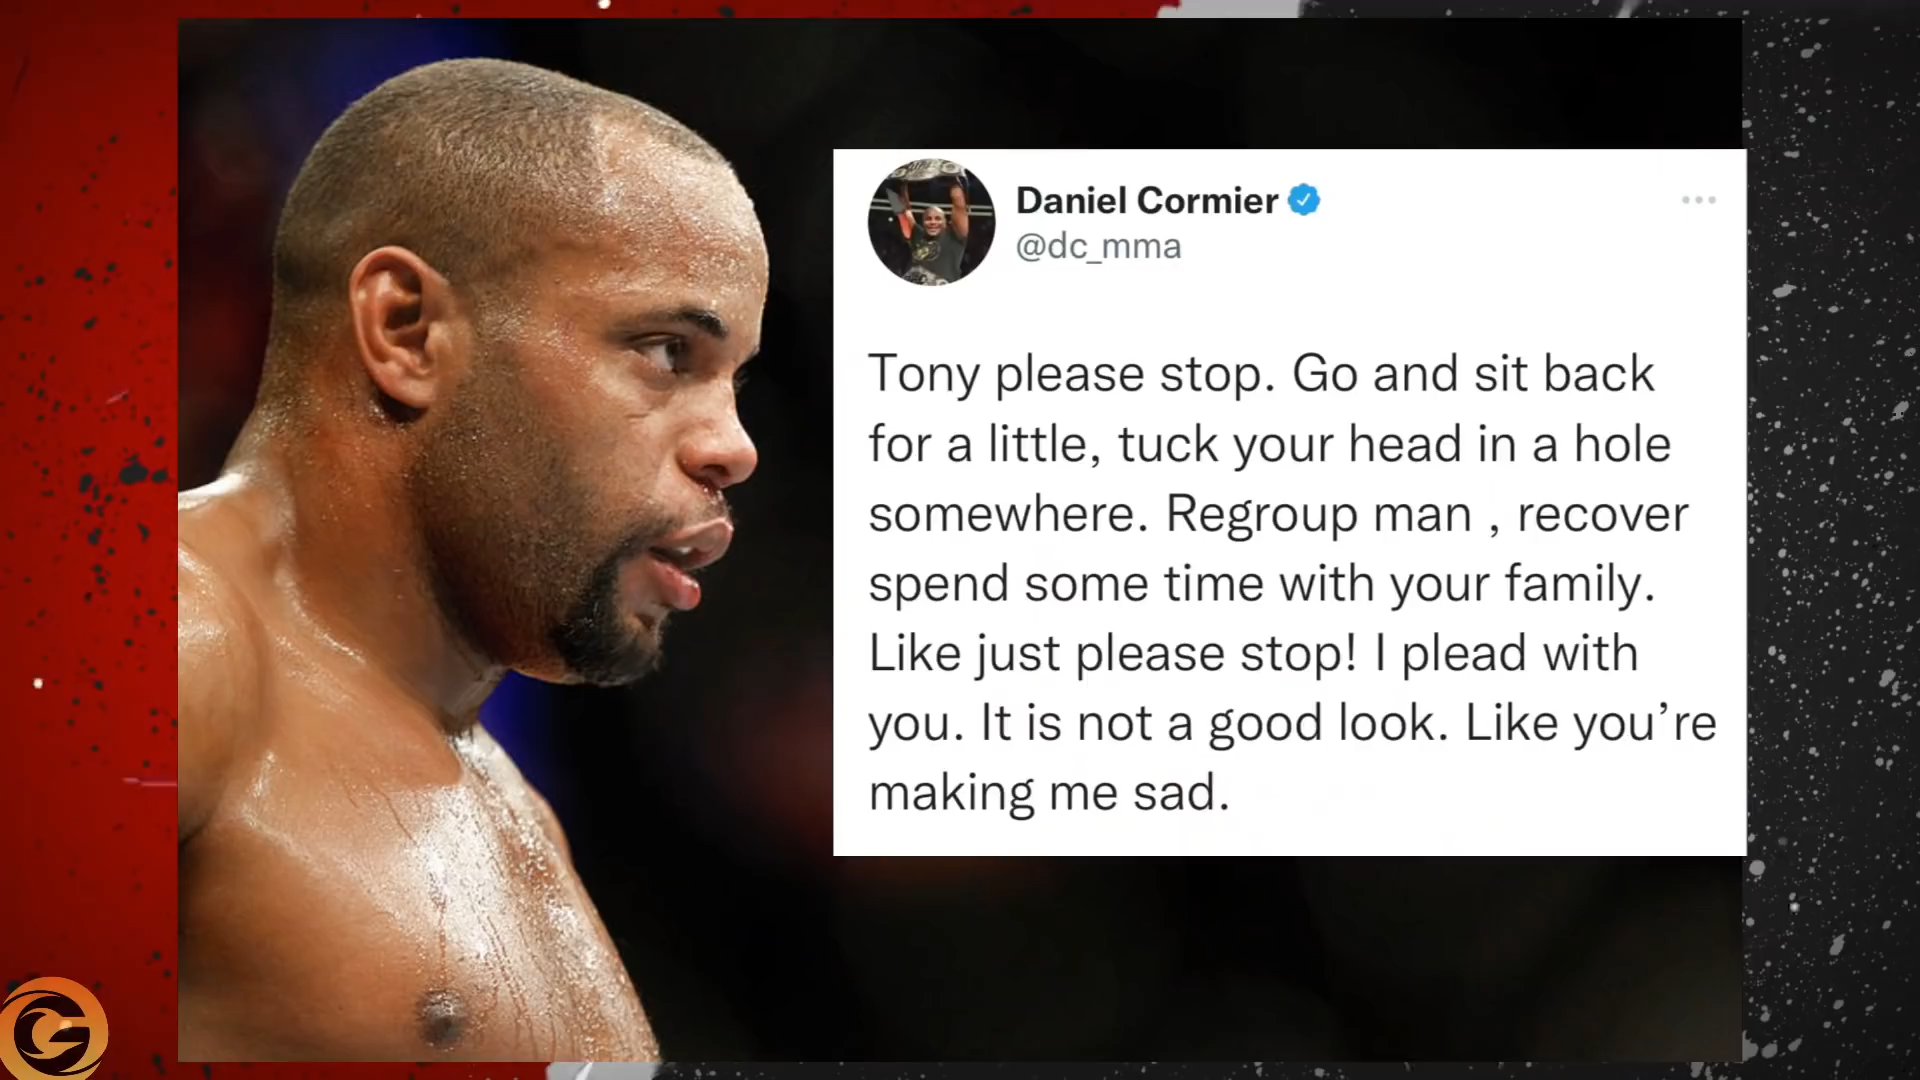 Daniel Cormier
@dc_mma
Tony please stop. Go and sit back
for a little, tuck your head in a hole
somewhere. Regroup man , recover
spend some time with your family.
Like just please stop! I plead with
you. It is not a good look. Like you’re
making me sad.